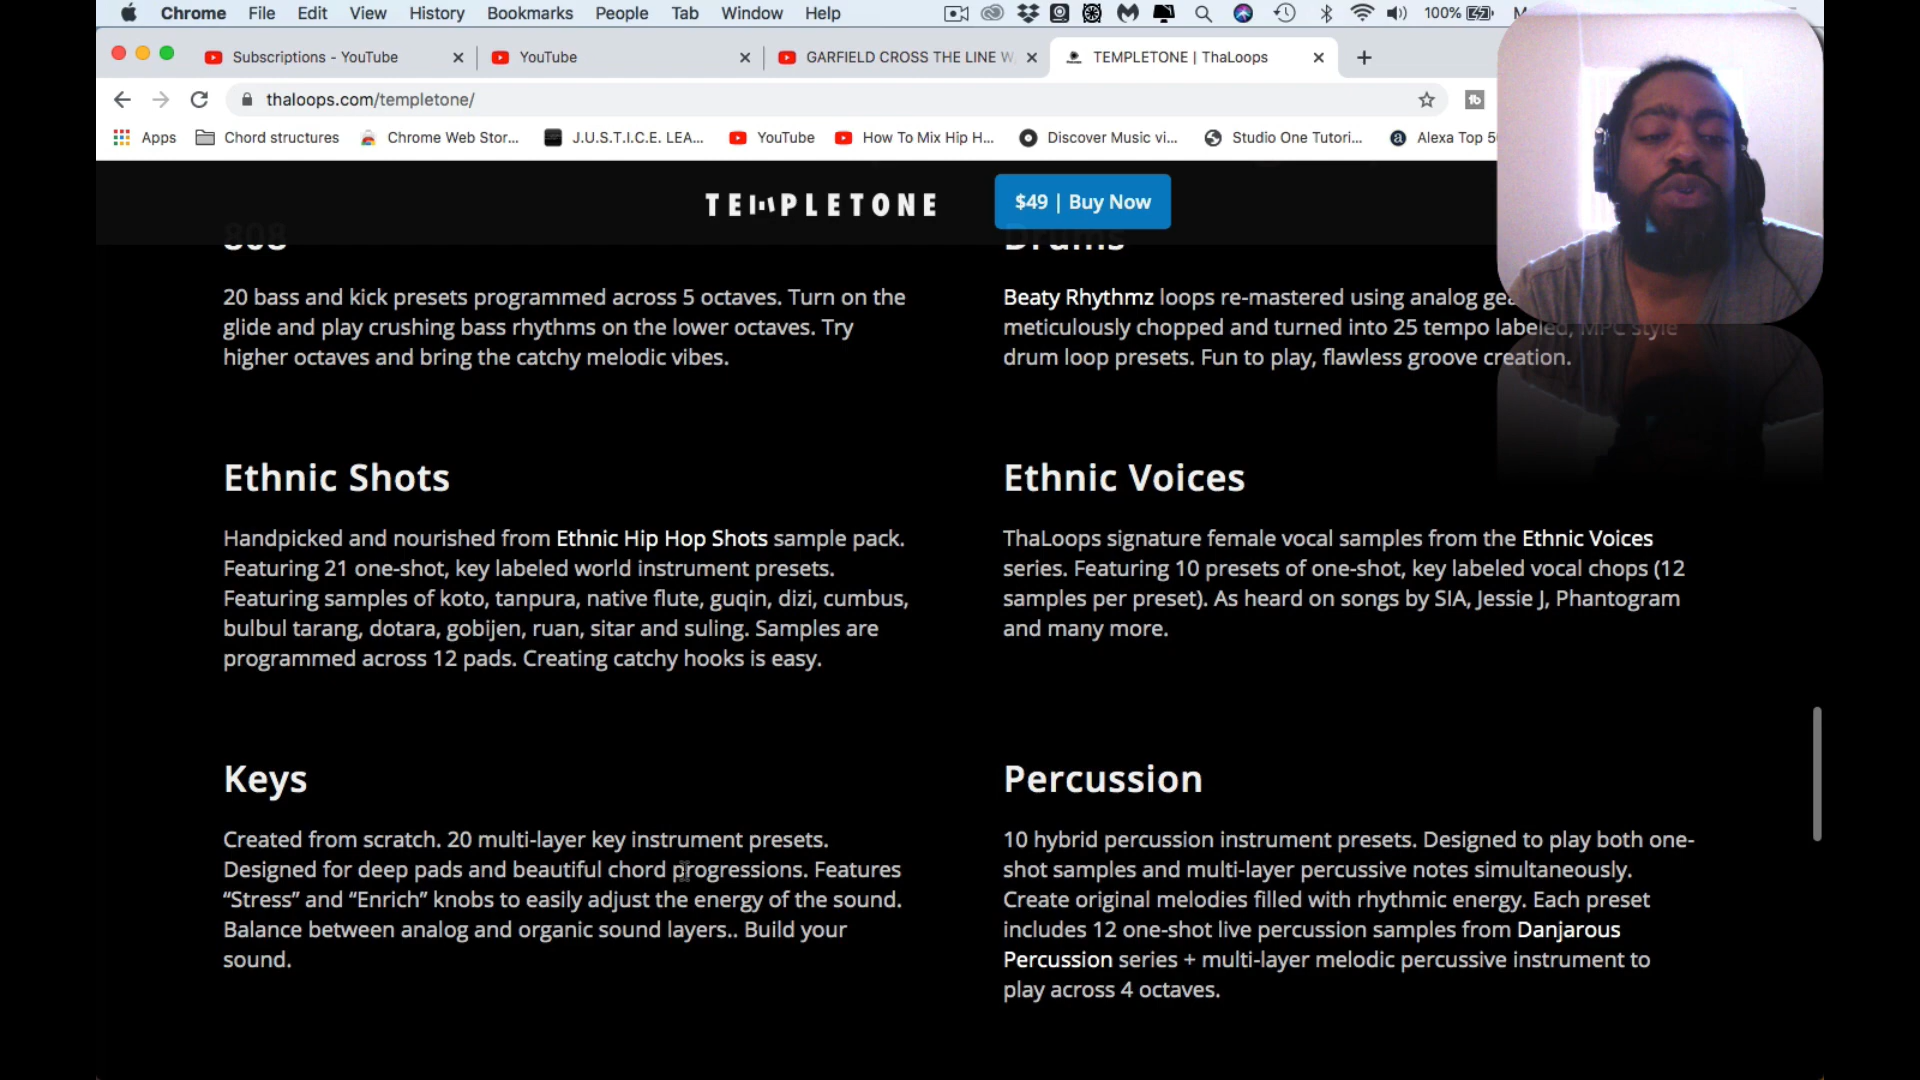 Chrome File Edit View History Bookmarks People Tab Window Help 100%
Subscriptions - YouTube YouTube GARFIELD CROSS THE LINE W TEMPLETONE | ThaLoops
thaloops.com/templetone/
Apps Chord structures Chrome Web Stor... J.U.S.T.I.C.E. LEA... YouTube How To Mix Hip H... Discover Music vi... Studio One Tutori... Alexa Top 5
TEMPLETONE $49 | Buy Now
808
20 bass and kick presets programmed across 5 octaves. Turn on the
glide and play crushing bass rhythms on the lower octaves. Try
higher octaves and bring the catchy melodic vibes.
Drums
Beaty Rhythmz loops re-mastered using analog gea
meticulously chopped and turned into 25 tempo labeled, MPC style
drum loop presets. Fun to play, flawless groove creation.
Ethnic Shots
Handpicked and nourished from Ethnic Hip Hop Shots sample pack.
Featuring 21 one-shot, key labeled world instrument presets.
Featuring samples of koto, tanpura, native flute, guqin, dizi, cumbus,
bulbul tarang, dotara, gobijen, ruan, sitar and suling. Samples are
programmed across 12 pads. Creating catchy hooks is easy.
Ethnic Voices
ThaLoops signature female vocal samples from the Ethnic Voices
series. Featuring 10 presets of one-shot, key labeled vocal chops (12
samples per preset). As heard on songs by SIA, Jessie J, Phantogram
and many more.
Keys
Created from scratch. 20 multi-layer key instrument presets.
Designed for deep pads and beautiful chord progressions. Features
“Stress” and “Enrich” knobs to easily adjust the energy of the sound.
Balance between analog and organic sound layers.. Build your
sound.
Percussion
10 hybrid percussion instrument presets. Designed to play both one-
shot samples and multi-layer percussive notes simultaneously.
Create original melodies filled with rhythmic energy. Each preset
includes 12 one-shot live percussion samples from Danjarous
Percussion series + multi-layer melodic percussive instrument to
play across 4 octaves.